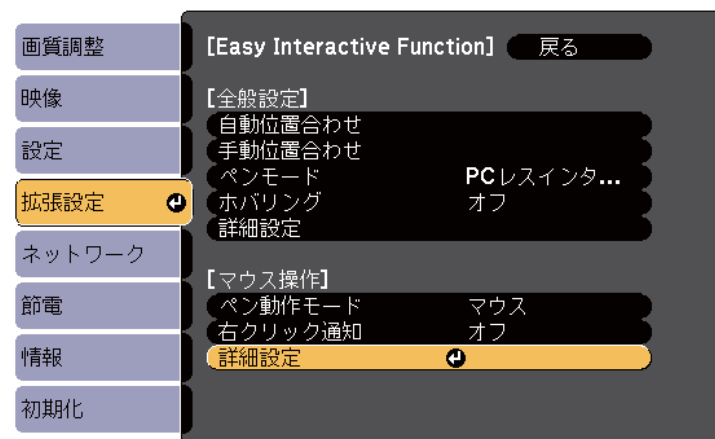 画質調整
映像
設定
拡張設定
ネットワーク
節電
情報
初期化
[Easy Interactive Function] 戻る
[全般設定]
自動位置合わせ
手動位置合わせ
ペンモード PCレスインタ...
ホバリング オフ
詳細設定
[マウス操作]
ペン動作モード マウス
右クリック通知 オフ
詳細設定